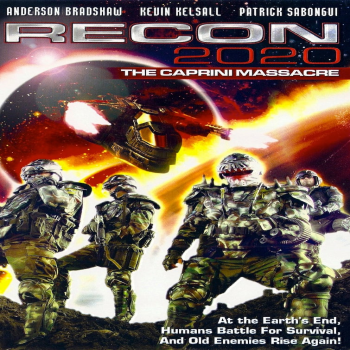 ANDERSON BRADSHAW KEVIN KELSALL PATRICK SABONGUI
RECON
2020
THE CAPRINI MASSACRE
At the Earth's End,
Humans Battle For Survival,
And Old Enemies Rise Again!